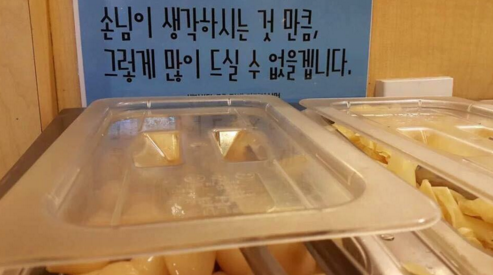 손님이 생각하시는 것 만큼,
그렇게 많이 드실 수 없을겝니다.